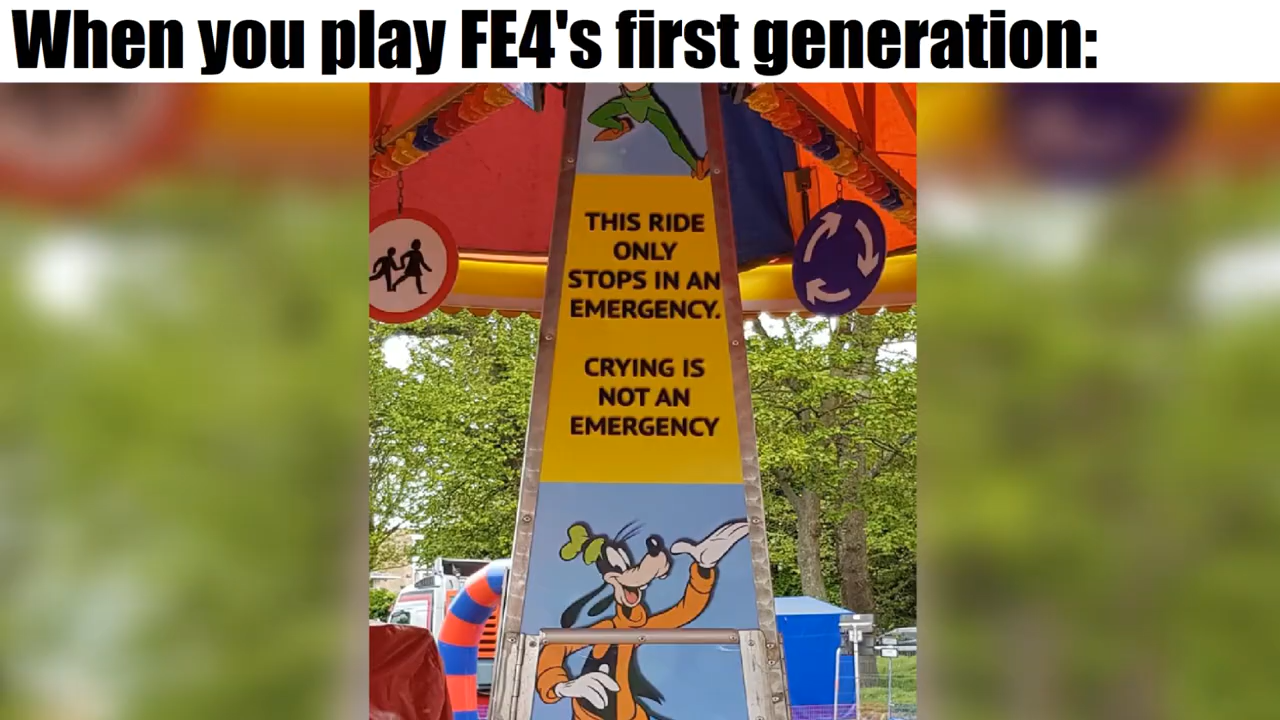 When you play FE4's first generation:
THIS RIDE
ONLY
STOPS IN AN
EMERGENCY.
CRYING IS
NOT AN
EMERGENCY